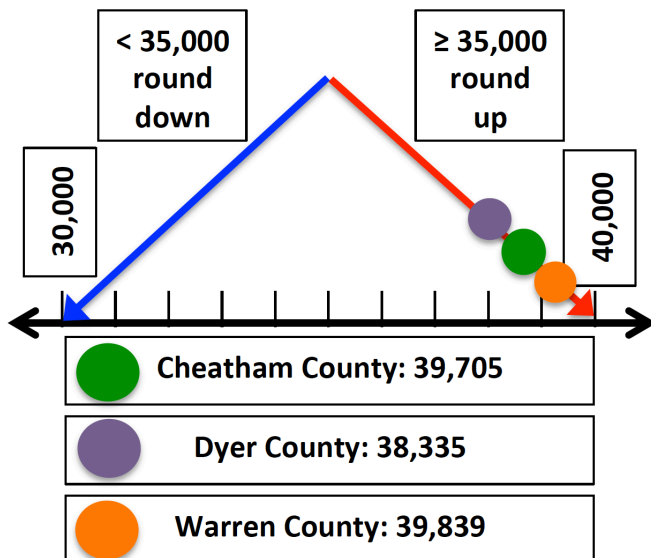 < 35,000
round
down
≥ 35,000
round
up
30,000
40,000
Cheatham County: 39,705
Dyer County: 38,335
Warren County: 39,839